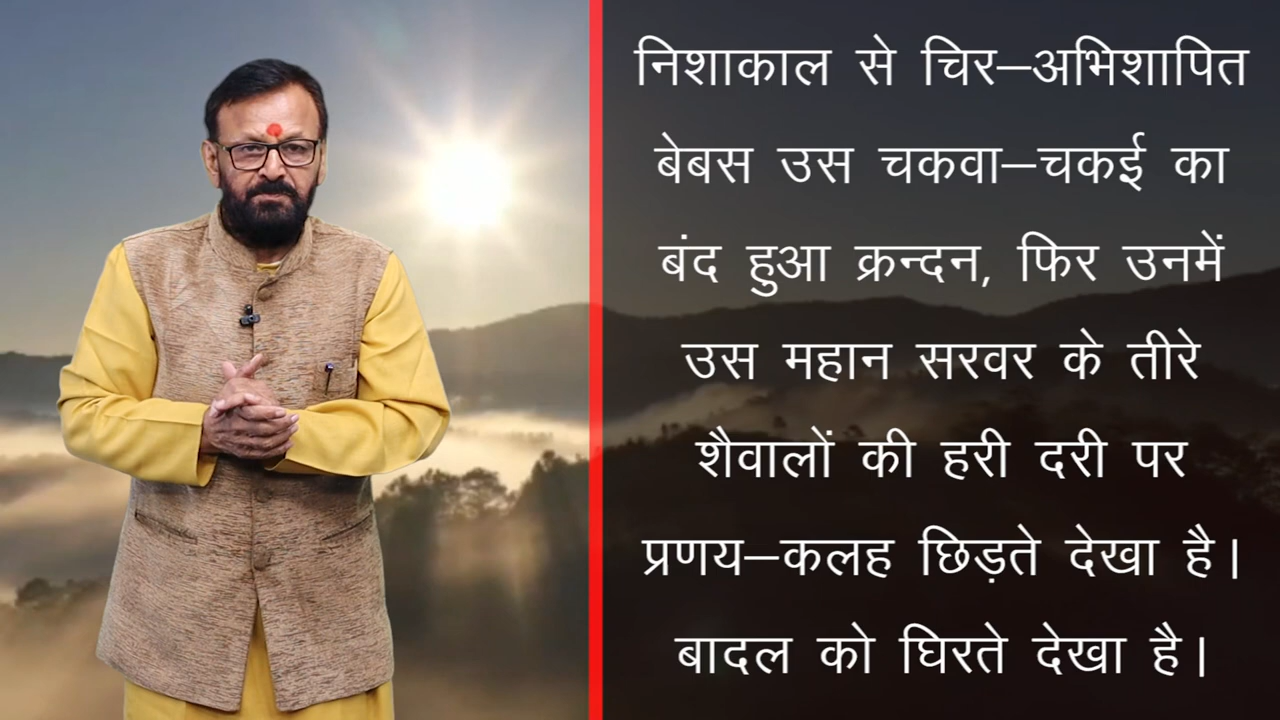 निशाकाल से चिर–अभिशापित
बेबस उस चकवा–चकई का
बंद हुआ क्रन्दन, फिर उनमें
उस महान सरवर के तीरे
शैवालों की हरी दरी पर
प्रणय–कलह छिड़ते देखा है।
बादल को घिरते देखा है।